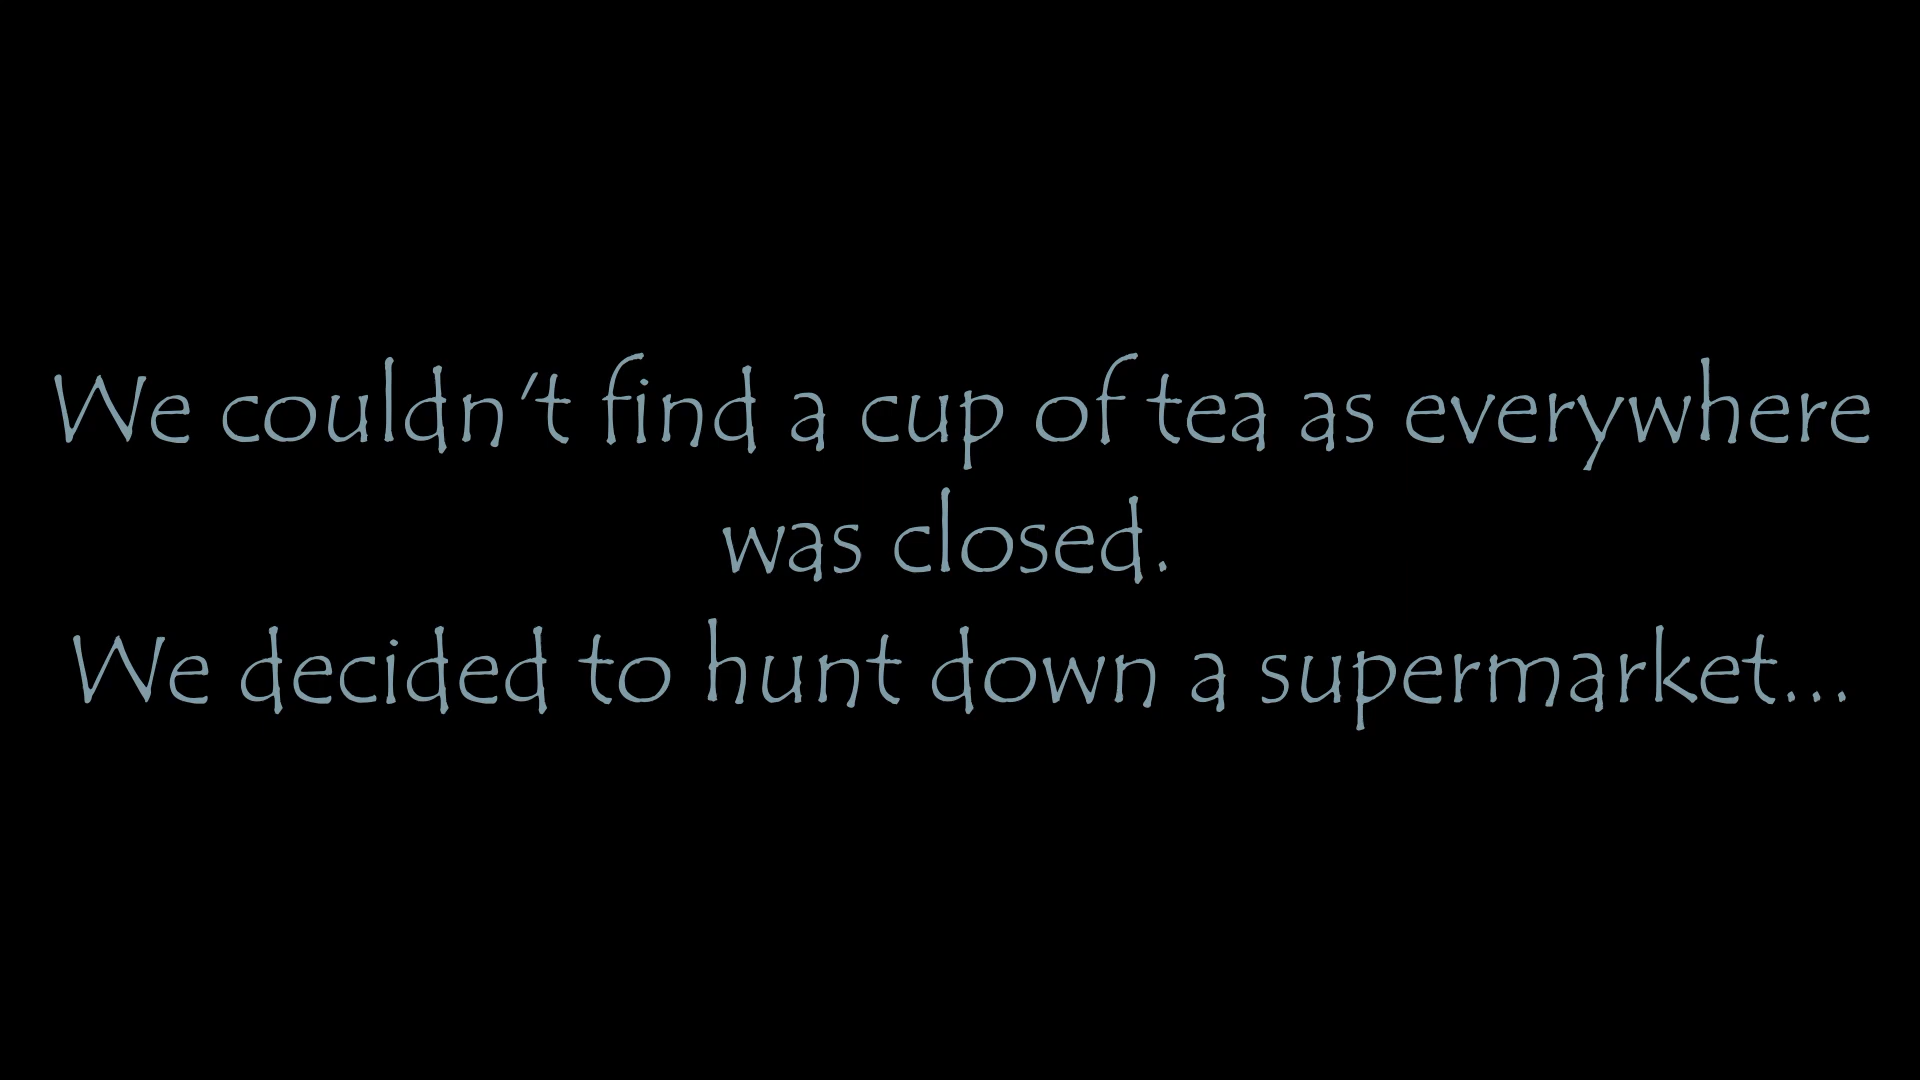 We couldn't find a cup of tea as everywhere
was closed.
We decided to hunt down a supermarket...